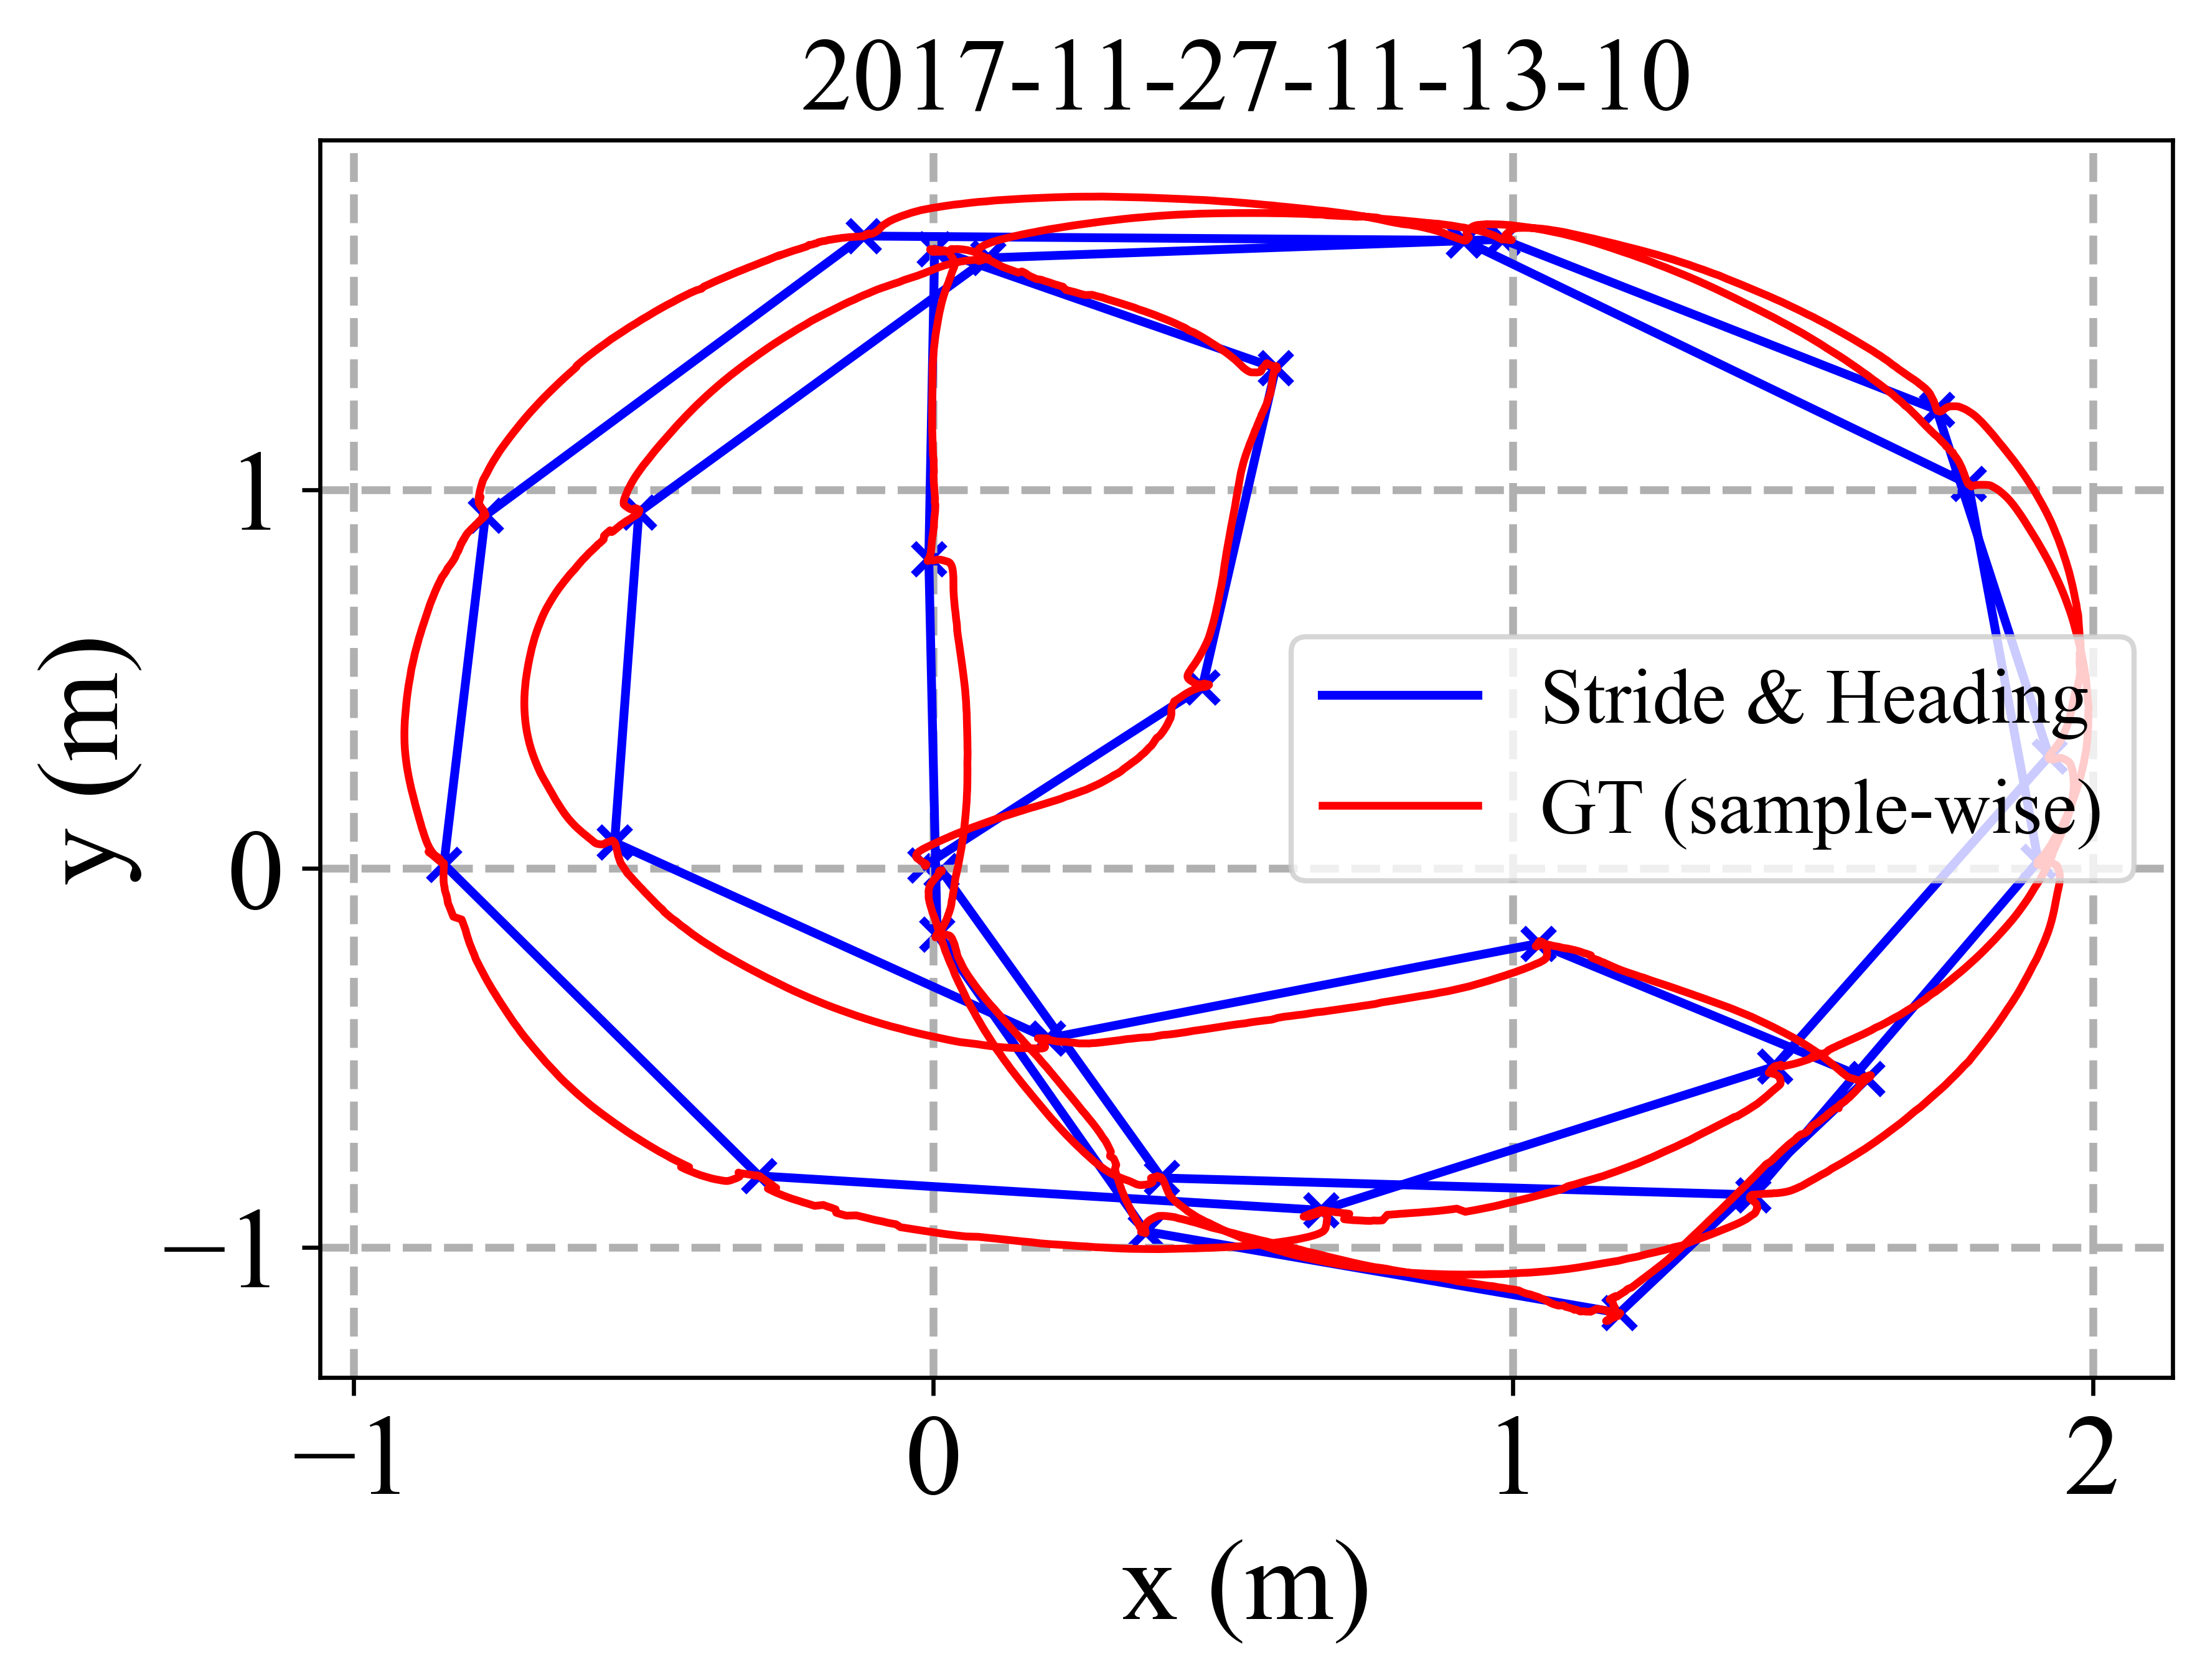 2017-11-27-11-13-10
y (m)
1
0
−1
Stride & Heading
GT (sample-wise)
−1 0 1 2
x (m)